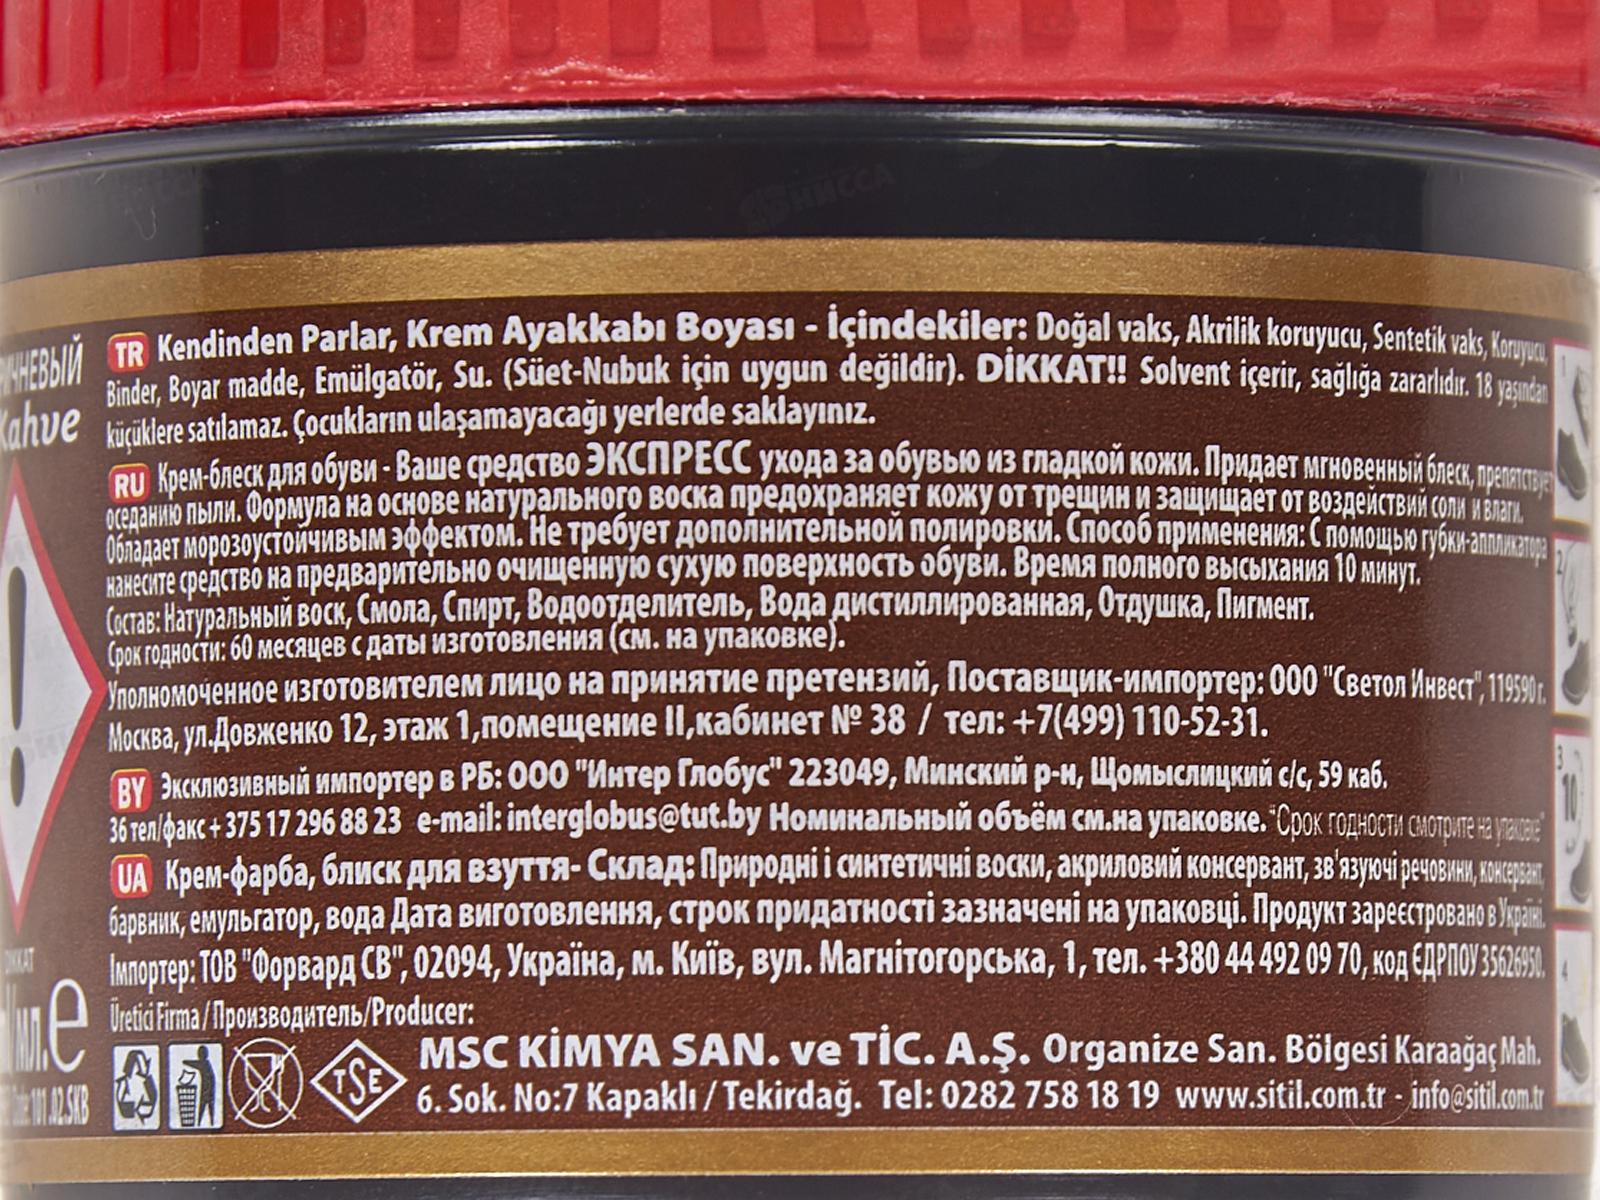 TR Kendinden Parlar, Krem Ayakkabı Boyası - İçindekiler: Doğal vaks, Akrilik koruyucu, Sentetik vaks, Koruyucu,
Binder, Boyar madde, Emülgatör, Su. (Süet-Nubuk için uygun değildir). DİKKAT!! Solvent içerir, sağlığa zararlıdır. 18 yaşından
küçüklere satılamaz. Çocukların ulaşamayacağı yerlerde saklayınız.
RU Крем-блеск для обуви - Ваше средство ЭКСПРЕСС ухода за обувью из гладкой кожи. Придает мгновенный блеск, препятствует
оседанию пыли. Формула на основе натурального воска предохраняет кожу от трещин и защищает от воздействий соли и влаги.
Обладает морозоустойчивым эффектом. Не требует дополнительной полировки. Способ применения: С помощью губки-аппликатора
нанесите средство на предварительно очищенную сухую поверхность обуви. Время полного высыхания 10 минут.
Состав: Натуральный воск, Смола, Спирт, Водоотделитель, Вода дистиллированная, Отдушка, Пигмент.
Срок годности: 60 месяцев с даты изготовления (см. на упаковке).
Уполномоченное изготовителем лицо на принятие претензий, Поставщик-импортер: ООО "Светол Инвест", 119590 г.
Москва, ул.Довженко 12, этаж 1,помещение II,кабинет № 38 / тел: +7(499) 110-52-31.
BY Эксклюзивный импортер в РБ: ООО "Интер Глобус" 223049, Минский р-н, Щомыслицкий с/с, 59 каб.
36 тел/факс + 375 17 296 88 23 e-mail: interglobus@tut.by Номинальный объём см.на упаковке. "Срок годности смотрите на упаковке"
UA Крем-фарба, блиск для взуття- Склад: Природні і синтетичні воски, акриловий консервант, зв'язуючі речовини, консервант,
барвник, емульгатор, вода Дата виготовлення, строк придатності зазначені на упаковці. Продукт зареєстровано в Україні.
Імпортер: ТОВ "Форвард СВ", 02094, Україна, м. Київ, вул. Магнітогорська, 1, тел. +380 44 492 09 70, код ЄДРПОУ 35626950.
Üretici Firma / Производитель/Producer:
MSC KİMYA SAN. ve TİC. A.Ş. Organize San. Bölgesi Karaağaç Mah.
6. Sok. No:7 Kapaklı / Tekirdağ. Tel: 0282 758 18 19 www.sitil.com.tr - info@sitil.com.tr
TSE
Kahve
DİKKAT
мл. e
101.02.SKB
1
2
3
10
4
НИССА